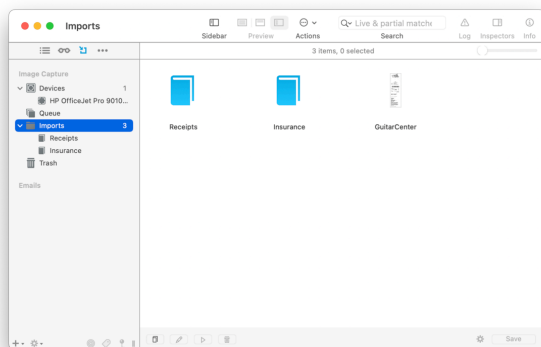 Imports
Sidebar
Preview
Actions
Live & partial matche
Search
Log
Inspectors
Info
3 items, 0 selected
Image Capture
Devices 1
HP OfficeJet Pro 9010...
Queue
Imports 3
Receipts
Insurance
Trash
Emails
Receipts
Insurance
GuitarCenter
Save